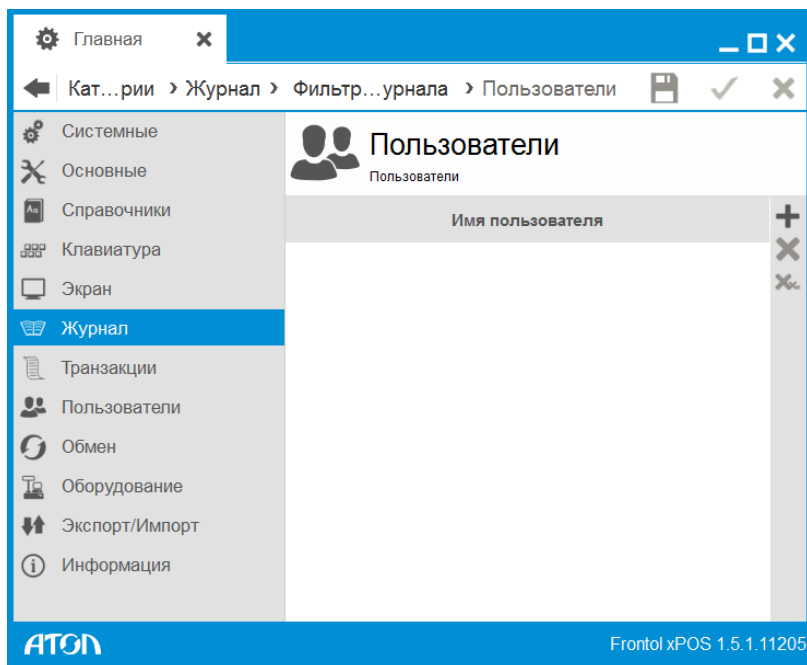 Главная
Кат…рии › Журнал › Фильтр…урнала › Пользователи
Системные
Основные
Справочники
Клавиатура
Экран
Журнал
Транзакции
Пользователи
Обмен
Оборудование
Экспорт/Импорт
Информация
Пользователи
Пользователи
Имя пользователя
Aa
АТОЛ
Frontol xPOS 1.5.1.11205